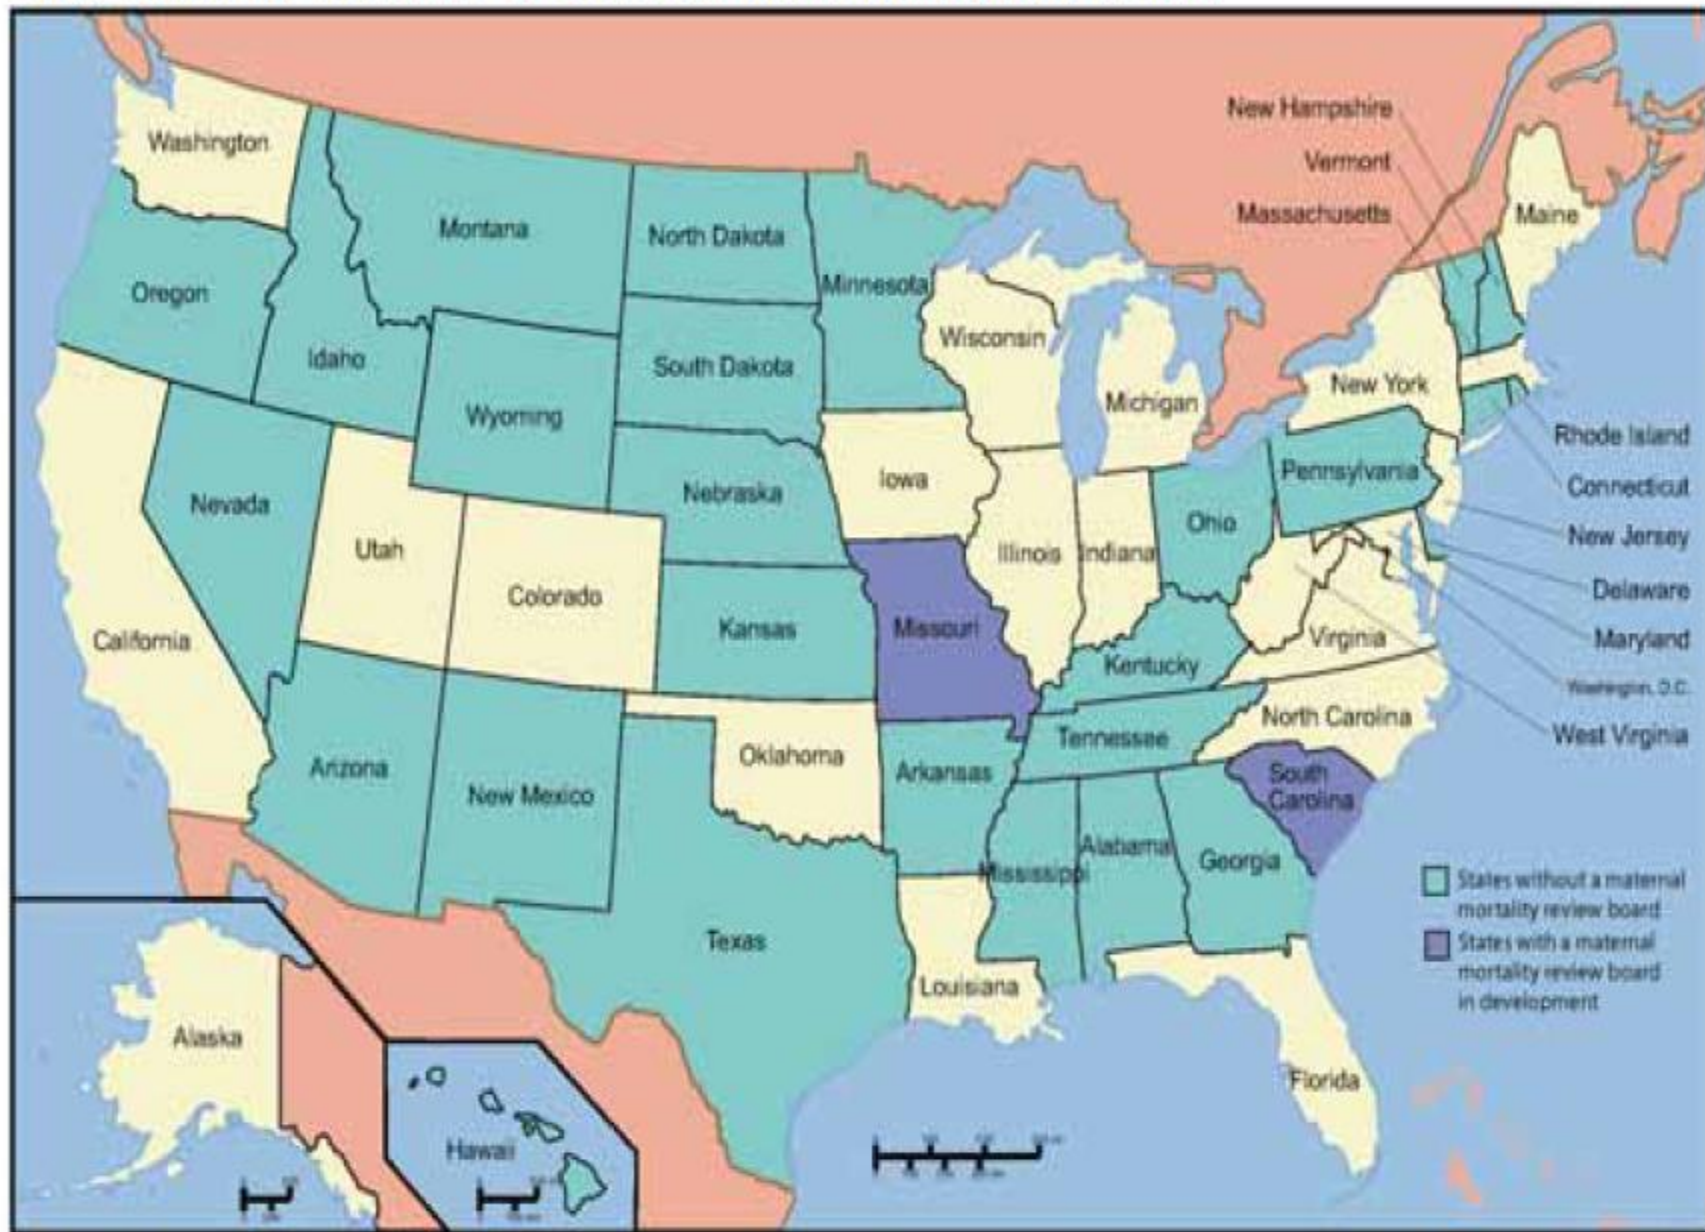 New Hampshire
Washington
Vermont
Massachusetts
Maine
Montana
North Dakota
Minnesota
Oregon
Idaho
Wisconsin
South Dakota
New York
Michigan
Wyoming
Rhode Island
Pennsylvania
Iowa
Connecticut
Nebraska
Nevada
Ohio
New Jersey
Utah
Illinois
Indiana
Colorado
Delaware
Missouri
Kansas
Virginia
Maryland
California
Kentucky
Washington, D.C.
North Carolina
West Virginia
Tennessee
Oklahoma
Arizona
Arkansas
New Mexico
South
Carolina
Alabama
Georgia
Mississippi
States without a maternal
mortality review board
Texas
States with a maternal
mortality review board
in development
Louisiana
Alaska
Florida
Hawaii